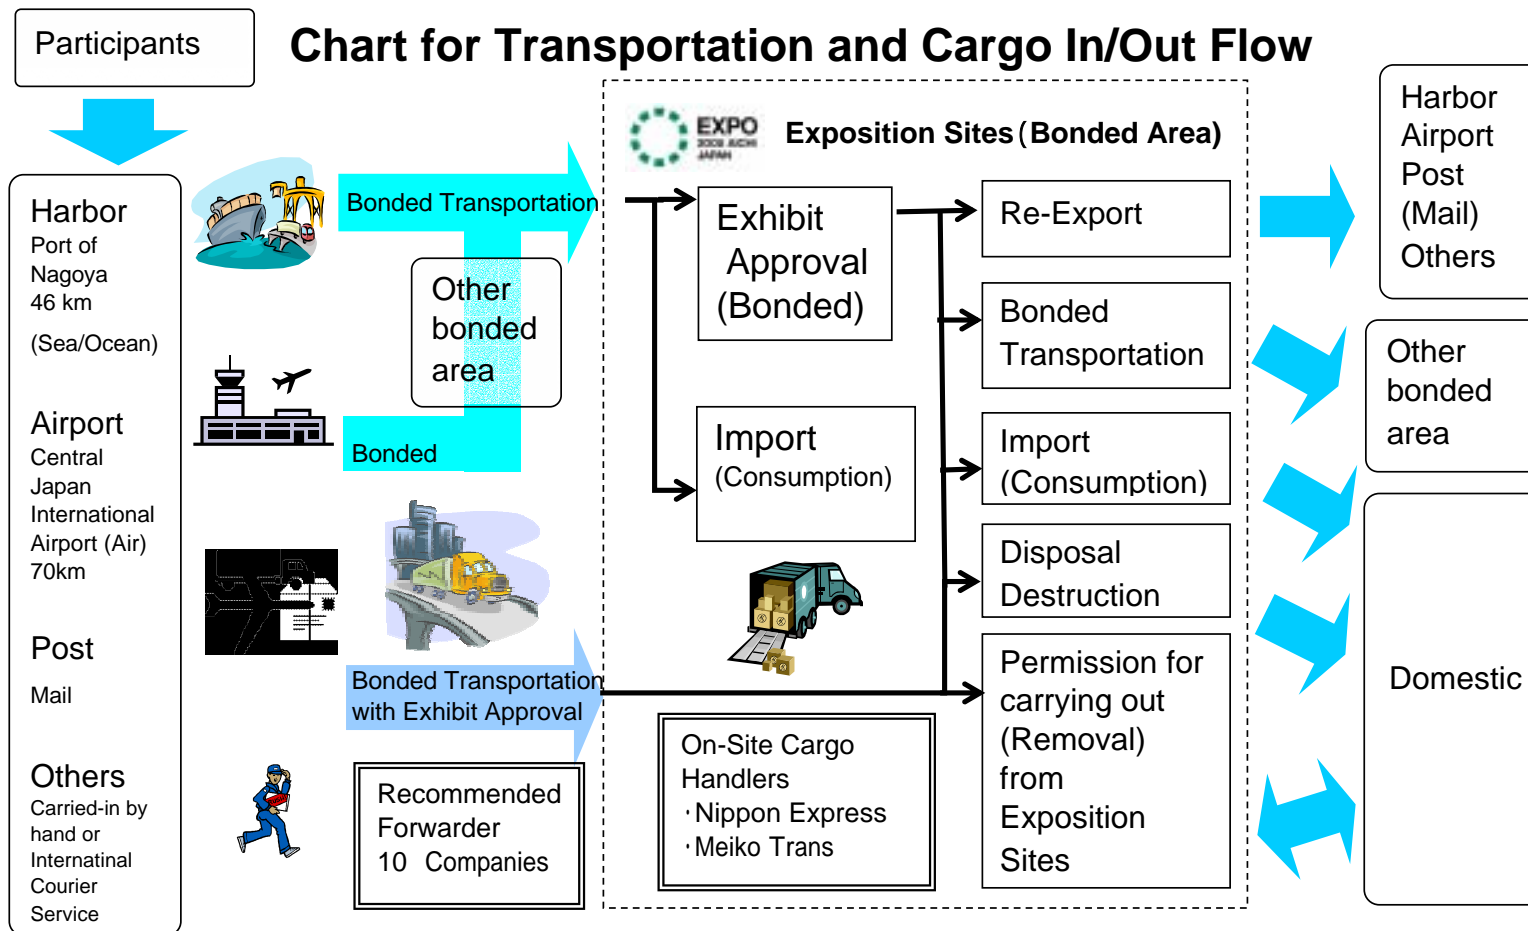 Participants
Chart for Transportation and Cargo In/Out Flow
Harbor
Port of
Nagoya
46 km
(Sea/Ocean)
Airport
Central
Japan
International
Airport (Air)
70km
Post
Mail
Others
Carried-in by
hand or
Internatinal
Courier
Service
Bonded Transportation
Other
bonded
area
Bonded
Bonded Transportation
with Exhibit Approval
Recommended
Forwarder
10 Companies
EXPO
2005 AICHI
JAPAN
Exposition Sites (Bonded Area)
Exhibit
Approval
(Bonded)
Import
(Consumption)
On-Site Cargo
Handlers
・Nippon Express
・Meiko Trans
Re-Export
Bonded
Transportation
Import
(Consumption)
Disposal
Destruction
Permission for
carrying out
(Removal)
from
Exposition
Sites
Harbor
Airport
Post
(Mail)
Others
Other
bonded
area
Domestic